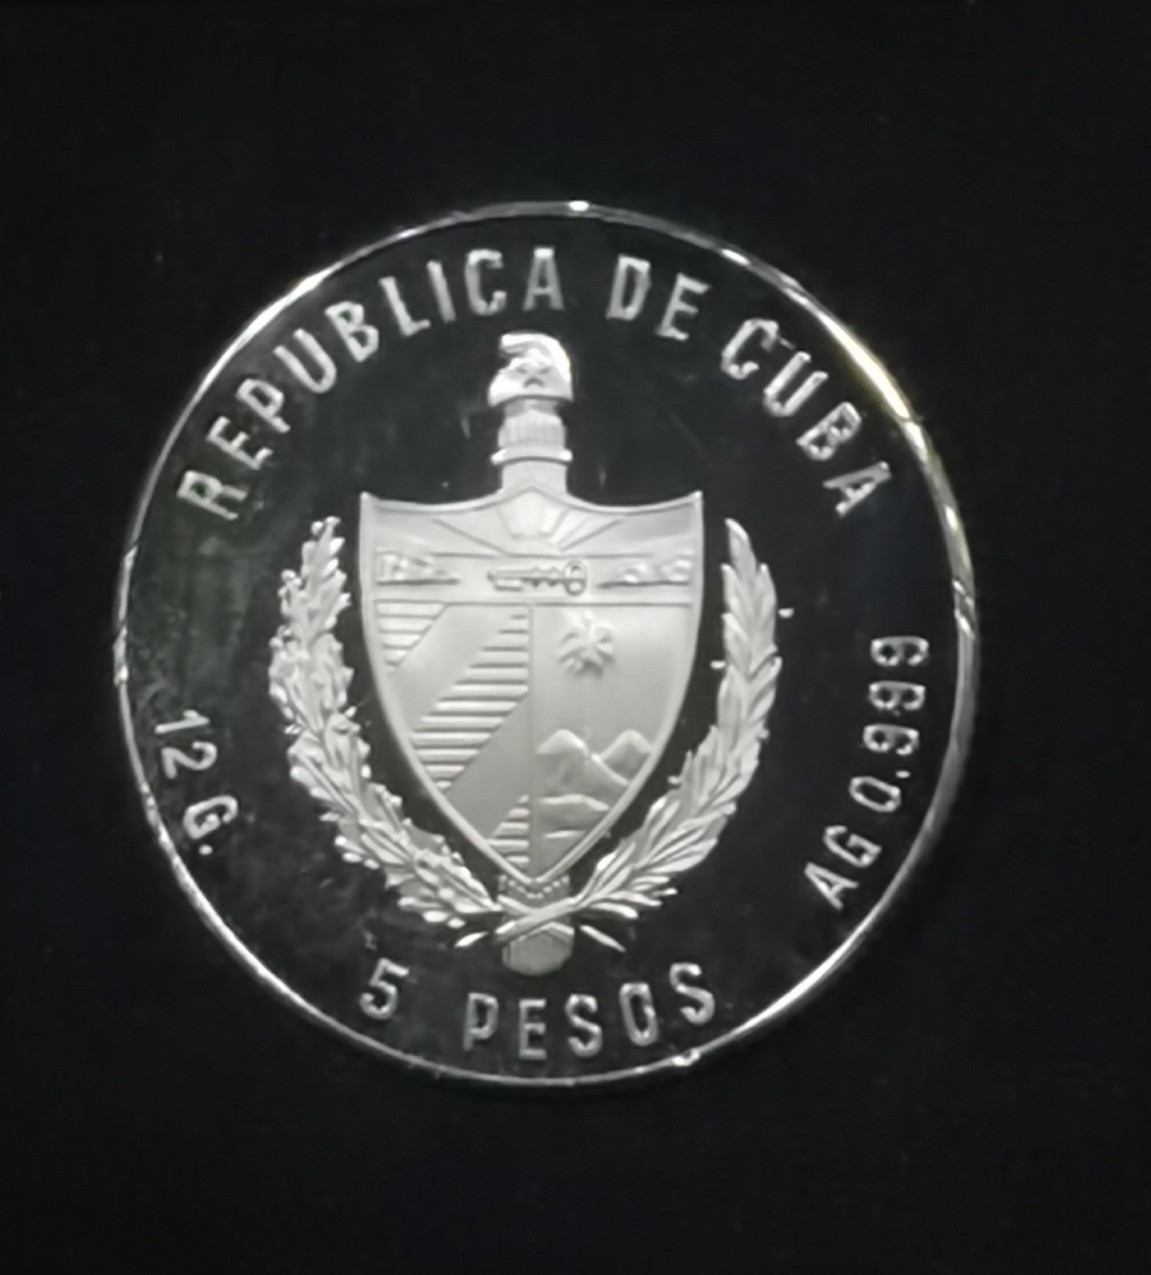 REPUBLICA DE CUBA
12 G.
AG 0.999
5 PESOS